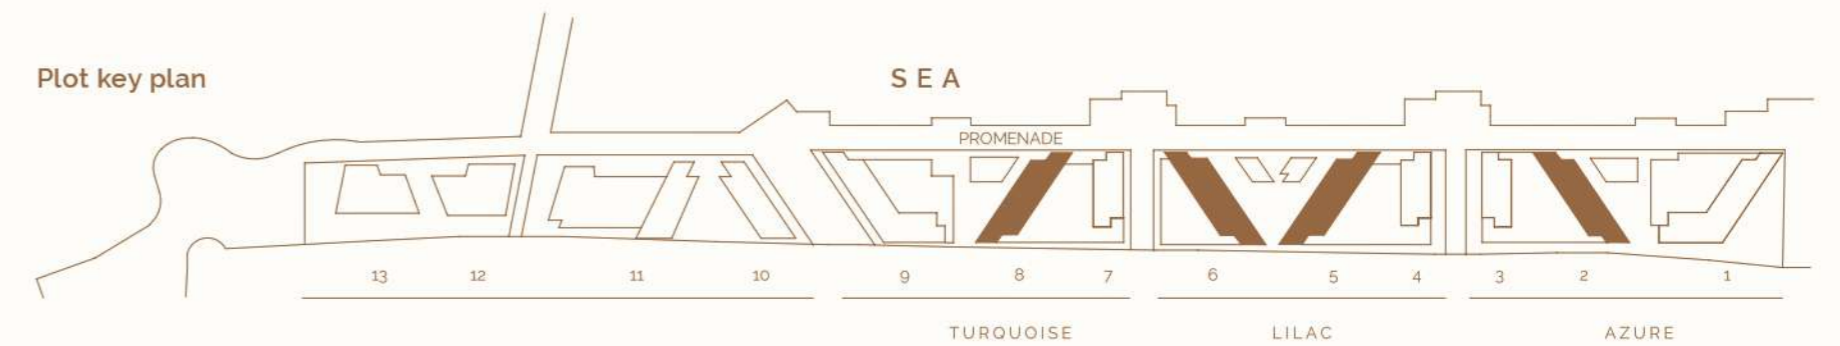 Plot key plan
SEA
PROMENADE
13 12 11 10 9 8 7 6 5 4 3 2 1
TURQUOISE LILAC AZURE